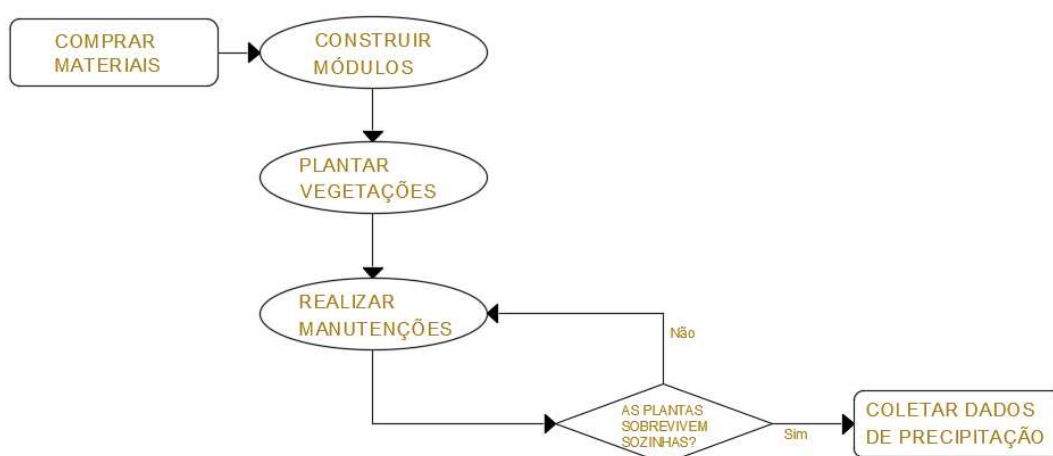 COMPRAR
MATERIAIS
CONSTRUIR
MÓDULOS
PLANTAR
VEGETAÇÕES
REALIZAR
MANUTENÇÕES
Não
AS PLANTAS
SOBREVIVEM
SOZINHAS?
Sim
COLETAR DADOS
DE PRECIPITAÇÃO